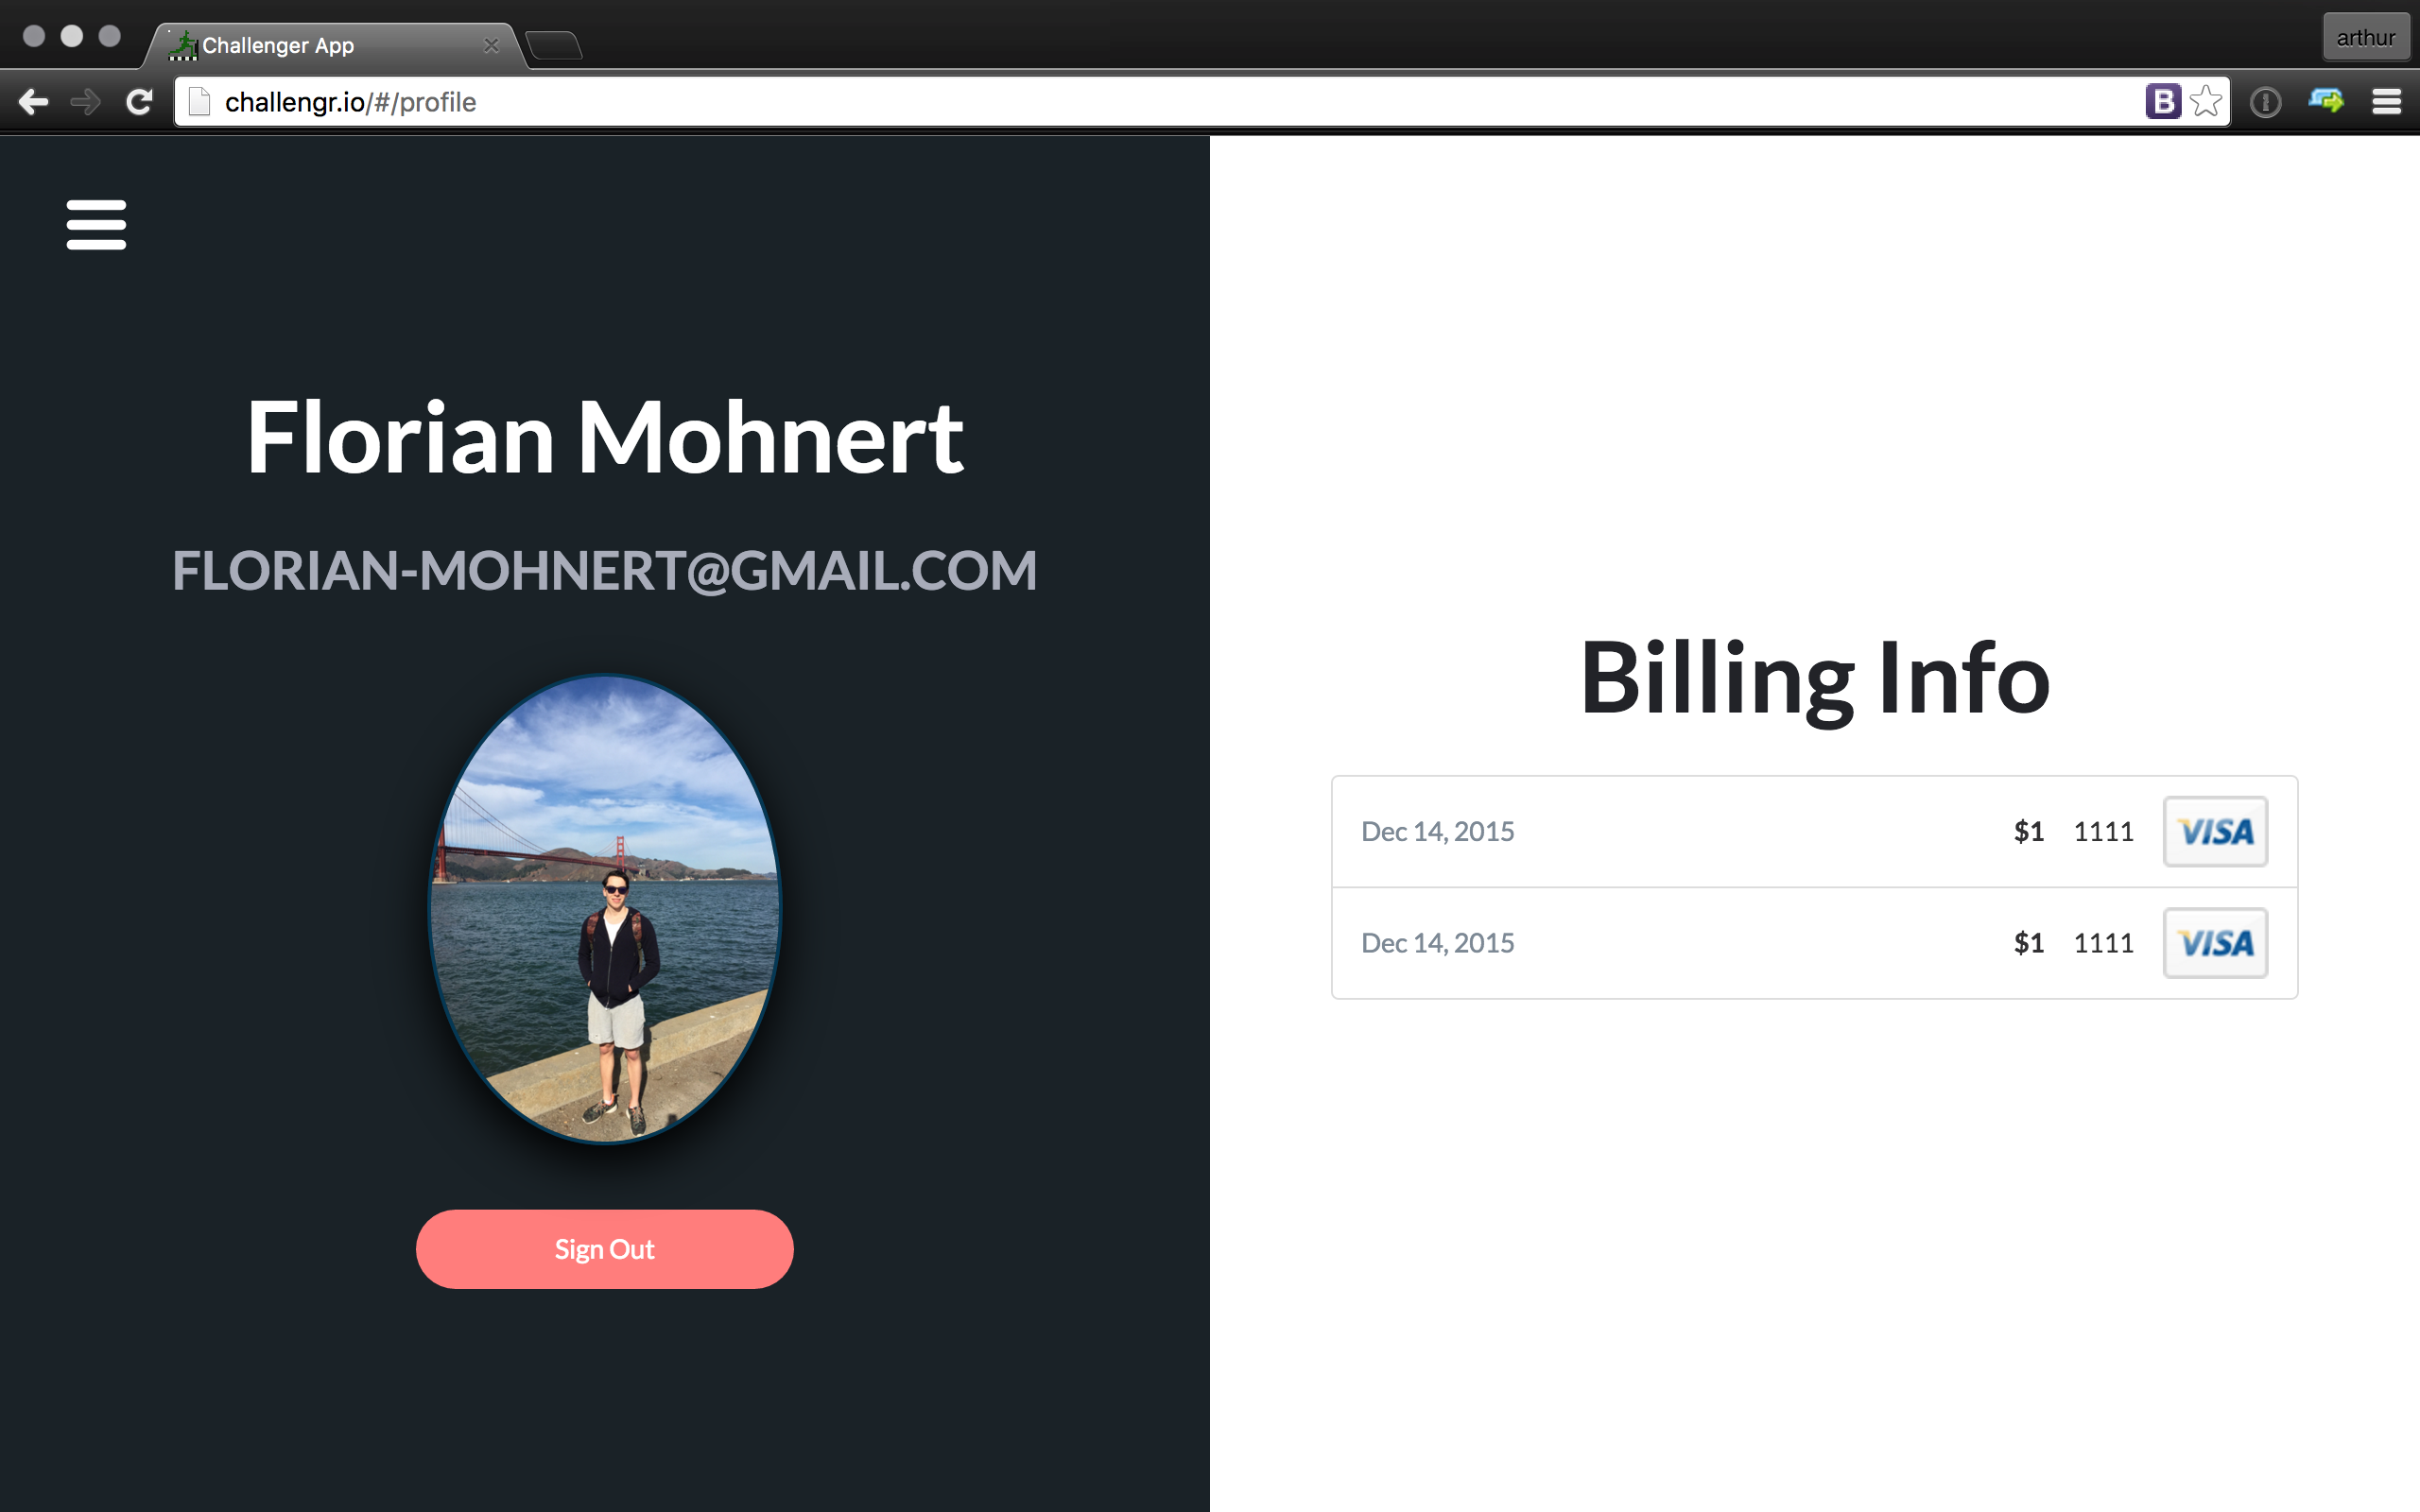 Challenger App
arthur
challengr.io/#/profile
B
Florian Mohnert
FLORIAN-MOHNERT@GMAIL.COM
Sign Out
Billing Info
Dec 14, 2015 $1 1111 VISA
Dec 14, 2015 $1 1111 VISA